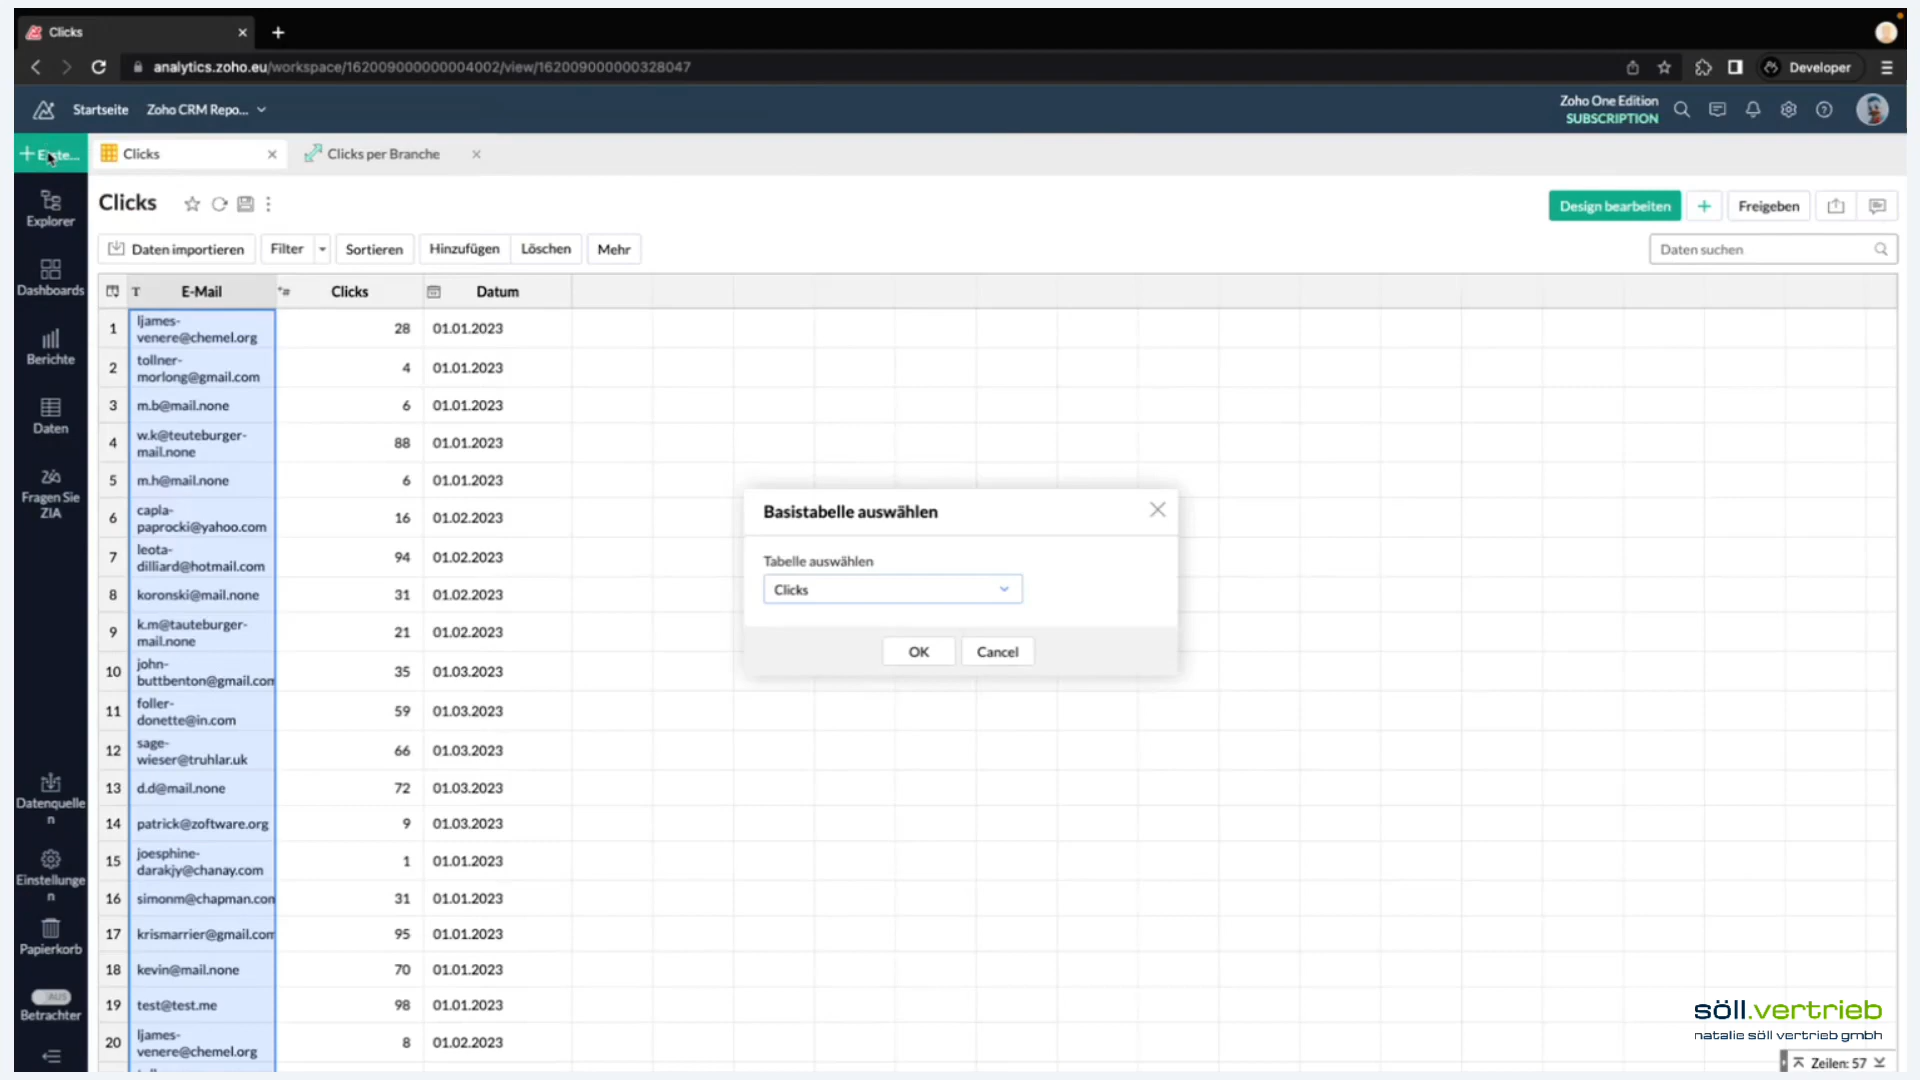 Clicks
analytics.zoho.eu/workspace/162009000000004002/view/162009000000328047
Developer
Startseite
Zoho CRM Repo...
Zoho One Edition
SUBSCRIPTION
Clicks
Clicks per Branche
Explorer
Dashboards
Berichte
Daten
Fragen Sie
ZIA
Datenquelle
n
Einstellunge
n
Papierkorb
AUS
Betrachter
Clicks
Design bearbeiten
Freigeben
Daten importieren
Filter
Sortieren
Hinzufügen
Löschen
Mehr
Daten suchen
T E-Mail Clicks Datum
1 ljames-
venere@chemel.org 28 01.01.2023
2 tollner-
morlong@gmail.com 4 01.01.2023
3 m.b@mail.none 6 01.01.2023
4 w.k@teuteburger-
mail.none 88 01.01.2023
5 m.h@mail.none 6 01.01.2023
6 capla-
paprocki@yahoo.com 16 01.02.2023
7 leota-
dilliard@hotmail.com 94 01.02.2023
8 koronski@mail.none 31 01.02.2023
9 k.m@tauteburger-
mail.none 21 01.02.2023
10 john-
buttbenton@gmail.com 35 01.03.2023
11 foller-
donette@in.com 59 01.03.2023
12 sage-
wieser@truhlar.uk 66 01.03.2023
13 d.d@mail.none 72 01.03.2023
14 patrick@zoftware.org 9 01.03.2023
15 joesphine-
darakjy@chanay.com 1 01.01.2023
16 simonm@chapman.com 31 01.01.2023
17 krismarrier@gmail.com 95 01.01.2023
18 kevin@mail.none 70 01.01.2023
19 test@test.me 98 01.01.2023
20 ljames-
venere@chemel.org 8 01.02.2023
Basistabelle auswählen
Tabelle auswählen
Clicks
OK
Cancel
söll.vertrieb
natalie söll vertrieb gmbh
Zeilen: 57